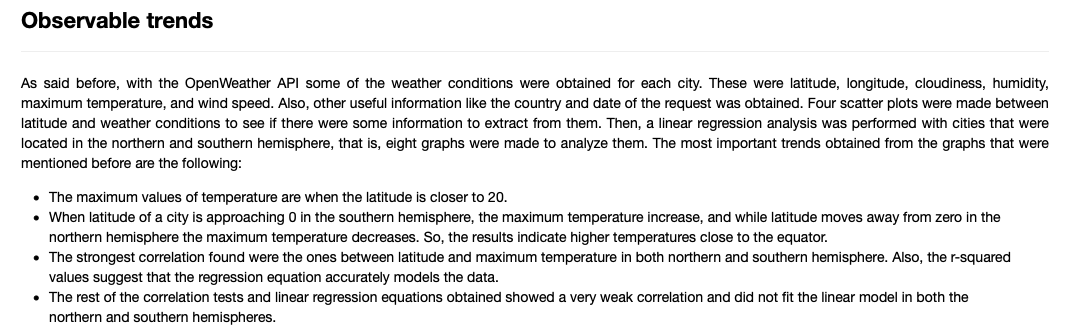 Observable trends
As said before, with the OpenWeather API some of the weather conditions were obtained for each city. These were latitude, longitude, cloudiness, humidity,
maximum temperature, and wind speed. Also, other useful information like the country and date of the request was obtained. Four scatter plots were made between
latitude and weather conditions to see if there were some information to extract from them. Then, a linear regression analysis was performed with cities that were
located in the northern and southern hemisphere, that is, eight graphs were made to analyze them. The most important trends obtained from the graphs that were
mentioned before are the following:
• The maximum values of temperature are when the latitude is closer to 20.
• When latitude of a city is approaching 0 in the southern hemisphere, the maximum temperature increase, and while latitude moves away from zero in the
northern hemisphere the maximum temperature decreases. So, the results indicate higher temperatures close to the equator.
• The strongest correlation found were the ones between latitude and maximum temperature in both northern and southern hemisphere. Also, the r-squared
values suggest that the regression equation accurately models the data.
• The rest of the correlation tests and linear regression equations obtained showed a very weak correlation and did not fit the linear model in both the
northern and southern hemispheres.